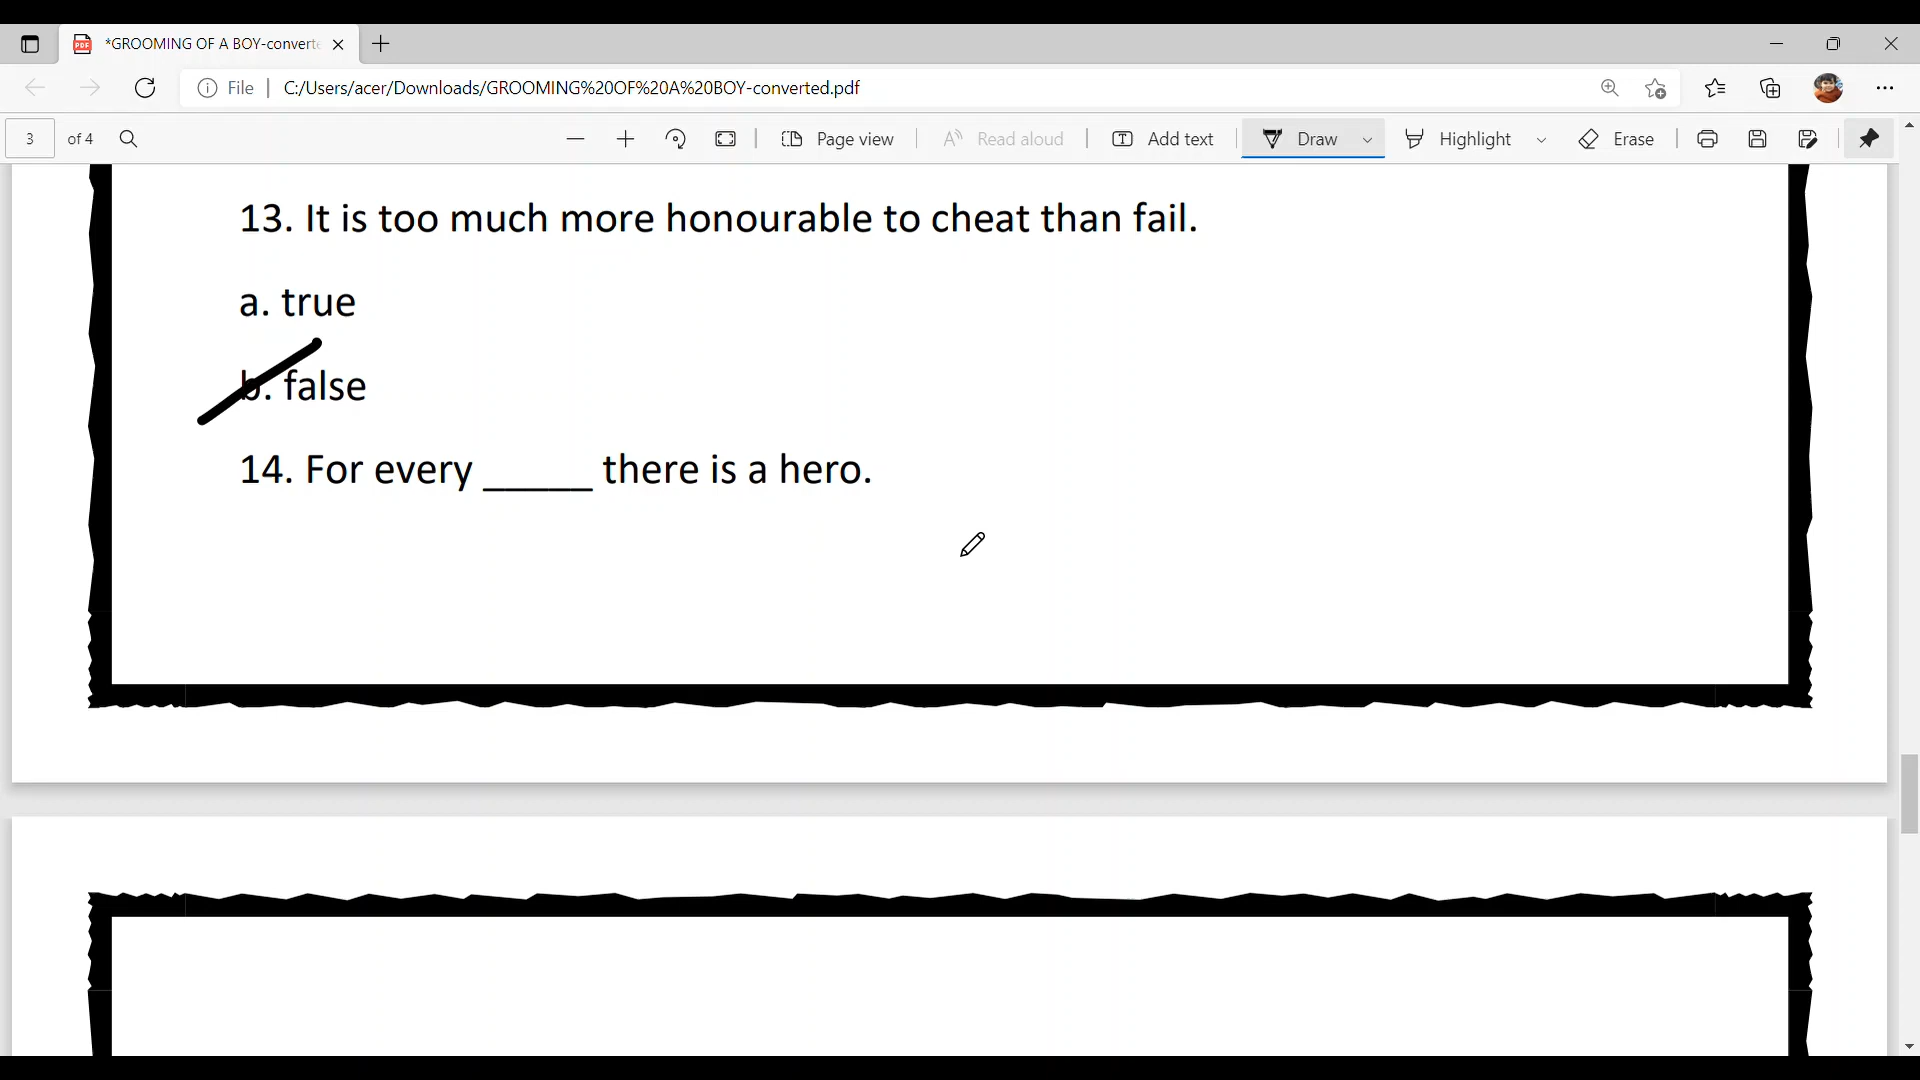 *GROOMING OF A BOY-converte
File C:/Users/acer/Downloads/GROOMING%20OF%20A%20BOY-converted.pdf
3 of 4 Page view Read aloud Add text Draw Highlight Erase
13. It is too much more honourable to cheat than fail.
a. true
b. false
14. For every _____ there is a hero.